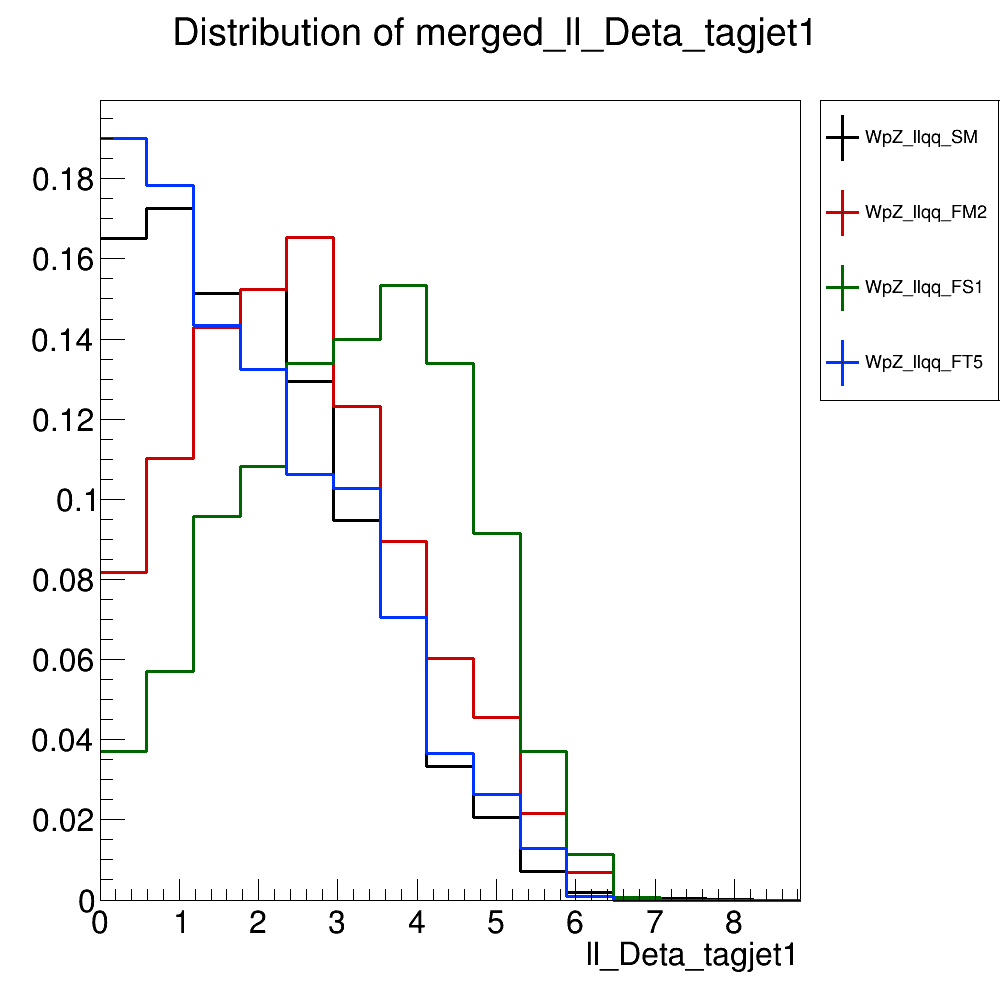 Distribution of merged_ll_Deta_tagjet1
WpZ_llqq_SM
WpZ_llqq_FM2
WpZ_llqq_FS1
WpZ_llqq_FT5
0.18
0.16
0.14
0.12
0.1
0.08
0.06
0.04
0.02
0
0 1 2 3 4 5 6 7 8
ll_Deta_tagjet1